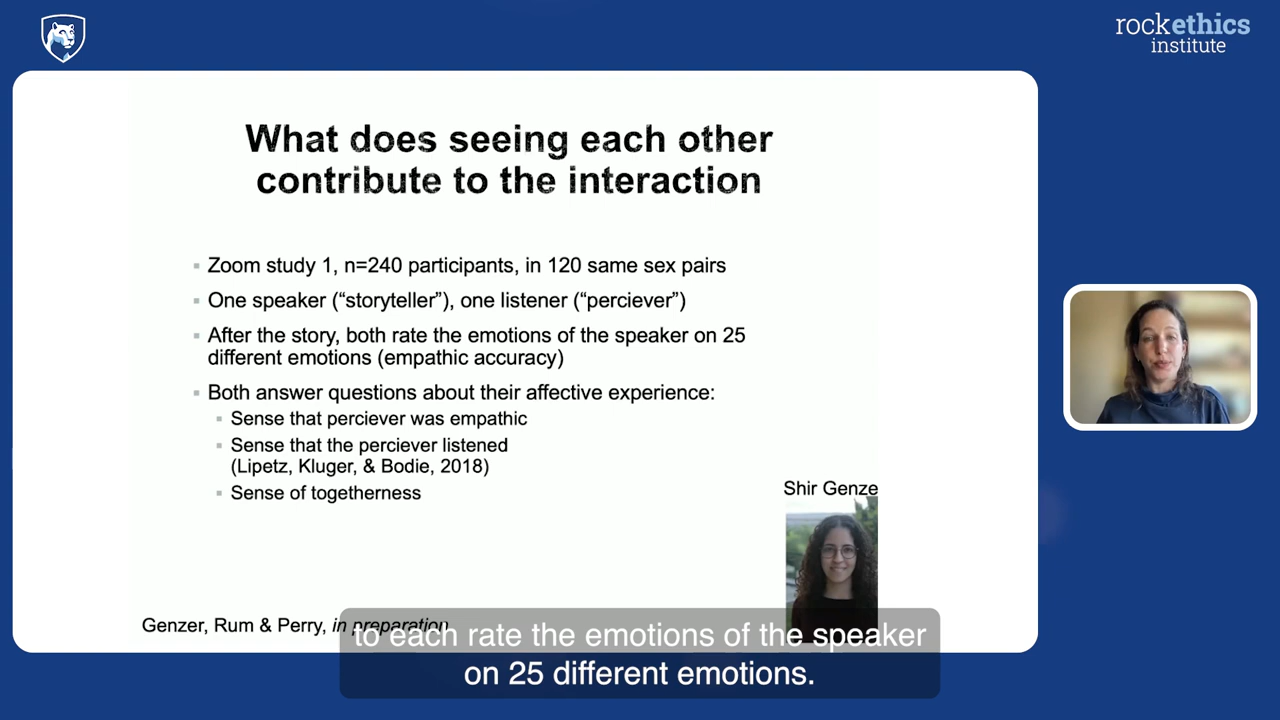 rockethics
institute
What does seeing each other
contribute to the interaction
Zoom study 1, n=240 participants, in 120 same sex pairs
One speaker (“storyteller”), one listener (“perciever”)
After the story, both rate the emotions of the speaker on 25
different emotions (empathic accuracy)
Both answer questions about their affective experience:
Sense that perciever was empathic
Sense that the perciever listened
(Lipetz, Kluger, & Bodie, 2018)
Sense of togetherness
Shir Genze
Genzer, Rum & Perry, in preparation
to each rate the emotions of the speaker
on 25 different emotions.